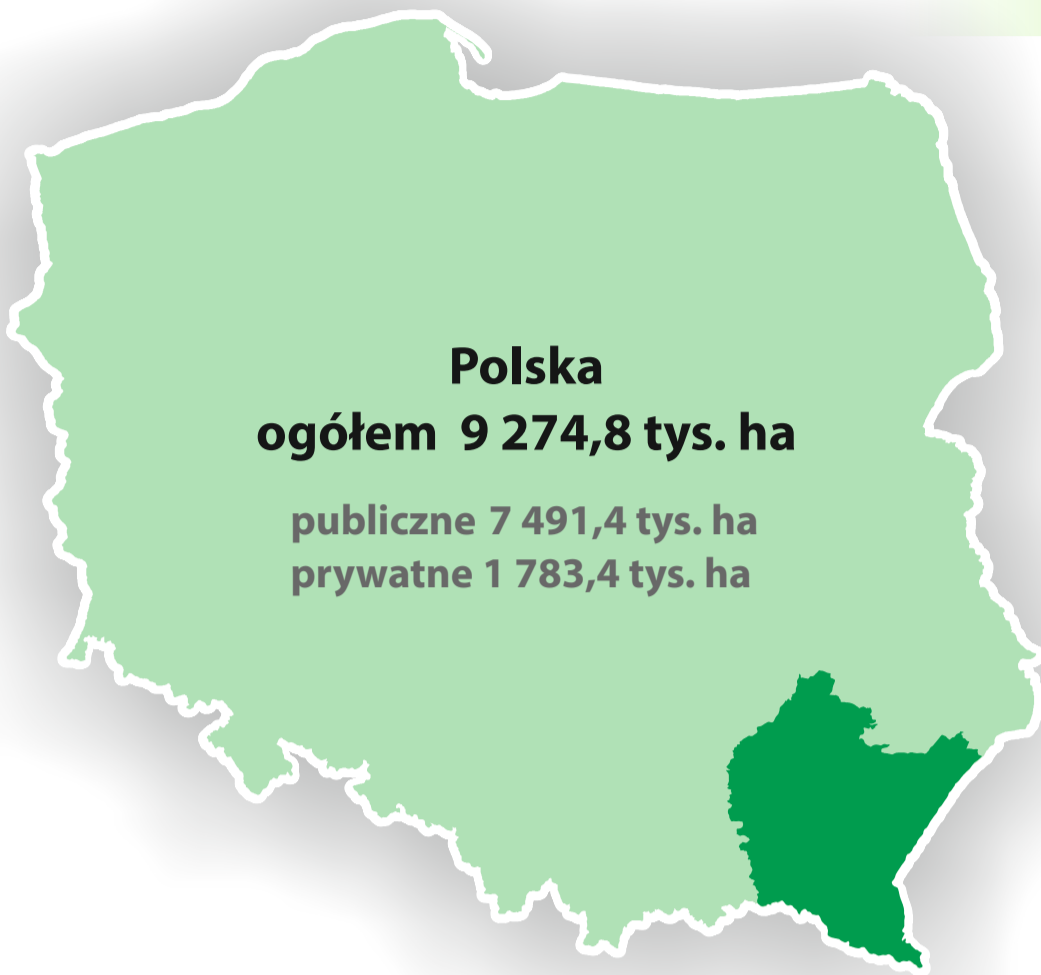 Polska
ogółem 9 274,8 tys. ha
publiczne 7 491,4 tys. ha
prywatne 1 783,4 tys. ha